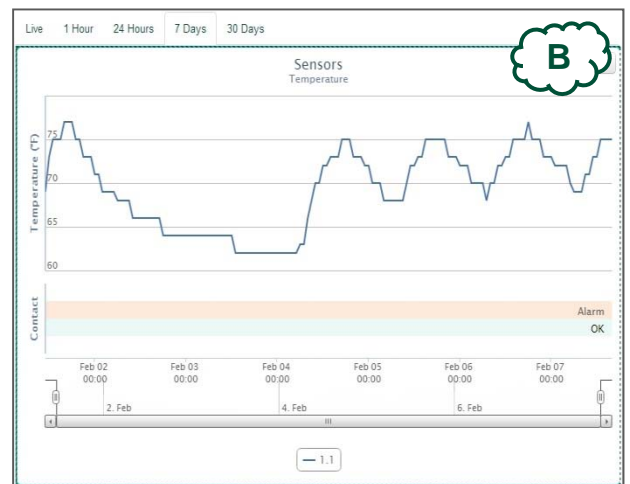 Live 1 Hour 24 Hours 7 Days 30 Days
B
Sensors
Temperature
Temperature (°F)
75
70
65
60
Contact
Alarm
OK
Feb 02 Feb 03 Feb 04 Feb 05 Feb 06 Feb 07
00:00 00:00 00:00 00:00 00:00 00:00
2. Feb 4. Feb 6. Feb
1.1